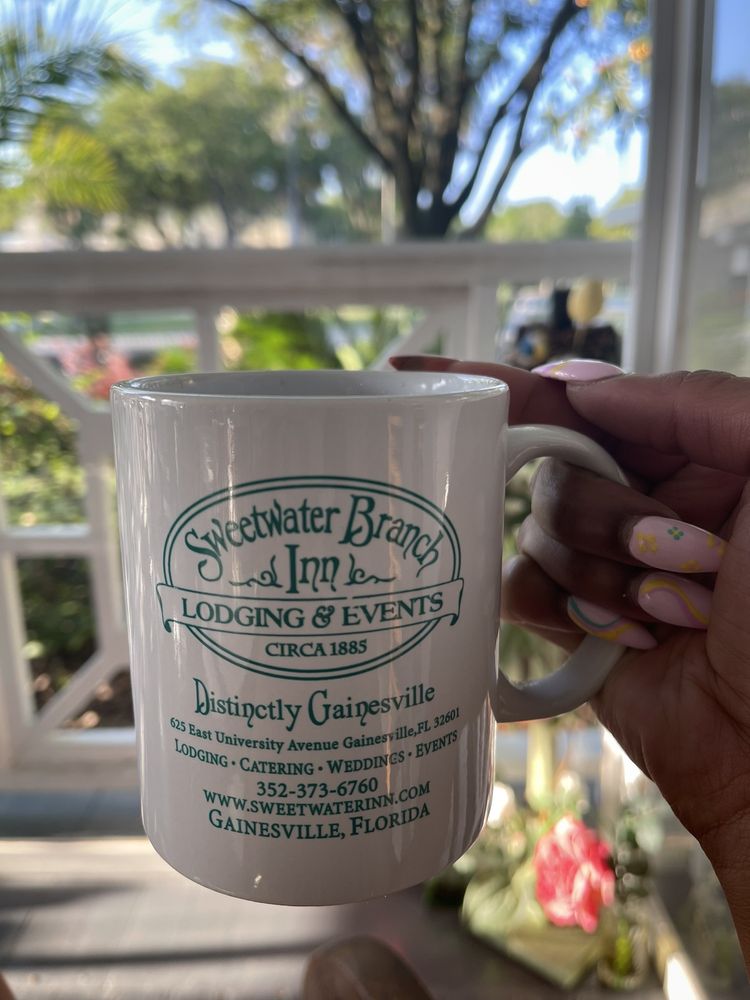 Sweetwater Branch
Inn
LODGING & EVENTS
CIRCA 1885
Distinctly Gainesville
625 East University Avenue Gainesville, FL 32601
LODGING • CATERING • WEDDINGS • EVENTS
352-373-6760
WWW.SWEETWATERINN.COM
GAINESVILLE, FLORIDA